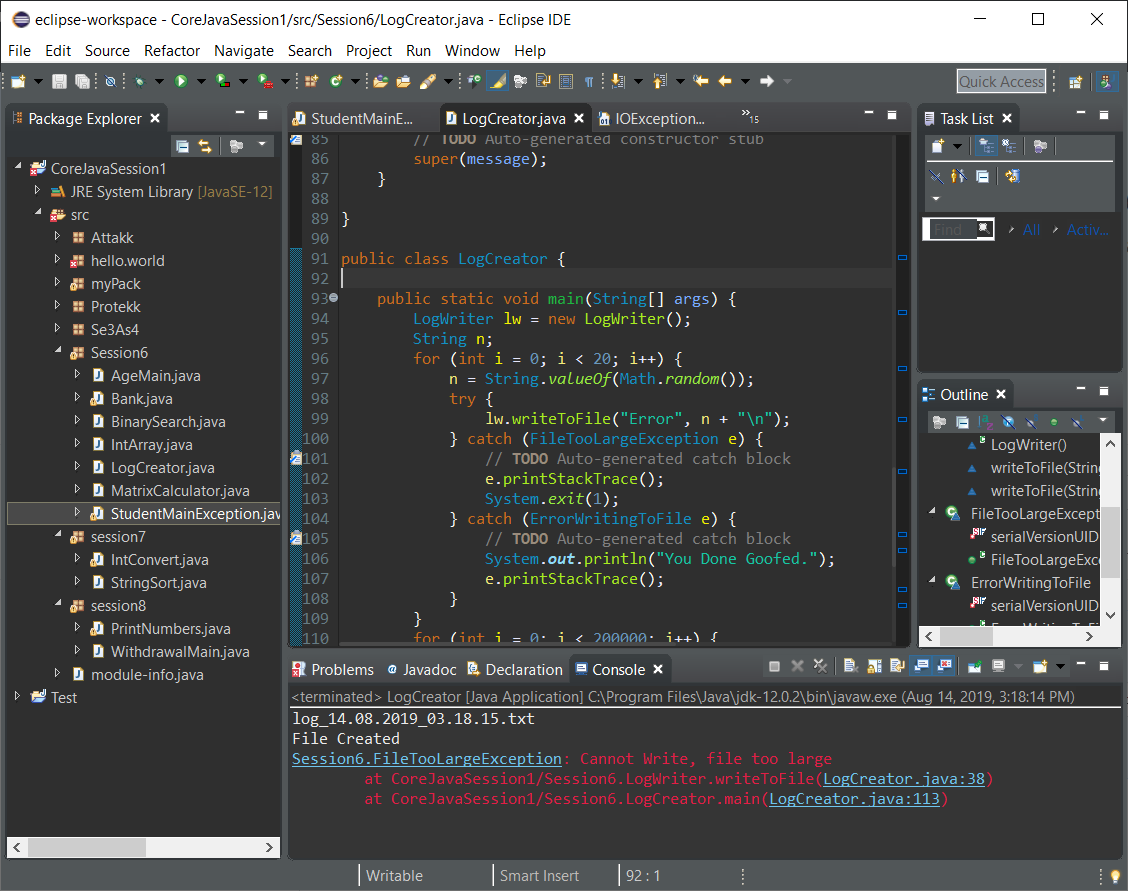 eclipse-workspace - CoreJavaSession1/src/Session6/LogCreator.java - Eclipse IDE
File Edit Source Refactor Navigate Search Project Run Window Help
Quick Access
Package Explorer
CoreJavaSession1
JRE System Library [JavaSE-12]
src
Attakk
hello.world
myPack
Protekk
Se3As4
Session6
AgeMain.java
Bank.java
BinarySearch.java
IntArray.java
LogCreator.java
MatrixCalculator.java
StudentMainException.jav
session7
IntConvert.java
StringSort.java
session8
PrintNumbers.java
WithdrawalMain.java
module-info.java
Test
StudentMainE... LogCreator.java IOException... »15
85 // TODO Auto-generated constructor stub
86 super(message);
87 }
88
89 }
90
91 public class LogCreator {
92
93 public static void main(String[] args) {
94 LogWriter lw = new LogWriter();
95 String n;
96 for (int i = 0; i < 20; i++) {
97 n = String.valueOf(Math.random());
98 try {
99 lw.writeToFile("Error", n + "\n");
100 } catch (FileTooLargeException e) {
101 // TODO Auto-generated catch block
102 e.printStackTrace();
103 System.exit(1);
104 } catch (ErrorWritingToFile e) {
105 // TODO Auto-generated catch block
106 System.out.println("You Done Goofed.");
107 e.printStackTrace();
108 }
109 }
110 for (int i = 0; i < 200000; i++) {
Task List
Find All Activ...
Outline
LogWriter()
writeToFile(String
writeToFile(String
FileTooLargeExcept
serialVersionUID
FileTooLargeExc
ErrorWritingToFile
serialVersionUID
ErrorWritingToFi
Problems Javadoc Declaration Console
<terminated> LogCreator [Java Application] C:\Program Files\Java\jdk-12.0.2\bin\javaw.exe (Aug 14, 2019, 3:18:14 PM)
log_14.08.2019_03.18.15.txt
File Created
Session6.FileTooLargeException: Cannot Write, file too large
at CoreJavaSession1/Session6.LogWriter.writeToFile(LogCreator.java:38)
at CoreJavaSession1/Session6.LogCreator.main(LogCreator.java:113)
Writable Smart Insert 92 : 1